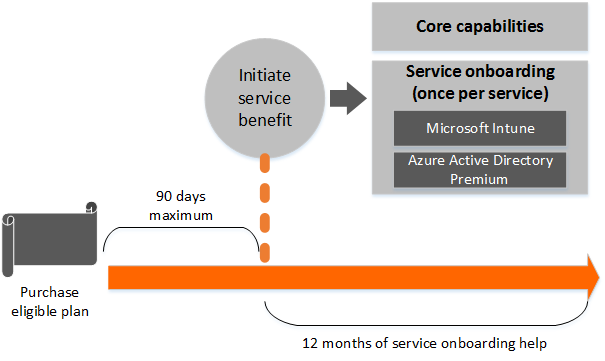 Core capabilities
Initiate
service
benefit
Service onboarding
(once per service)
Microsoft Intune
Azure Active Directory
Premium
90 days
maximum
Purchase
eligible plan
12 months of service onboarding help